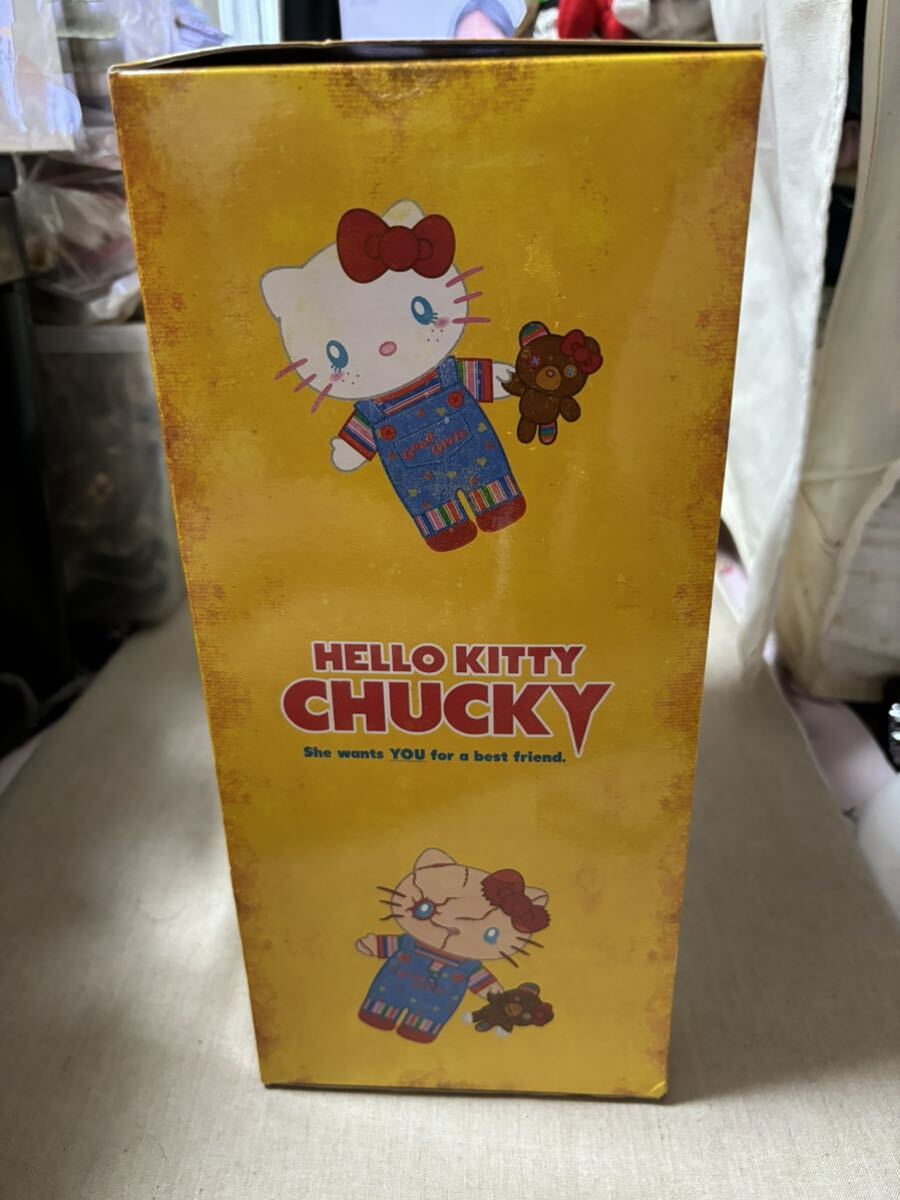 HELLO KITTY
CHUCKY
She wants YOU for a best friend.